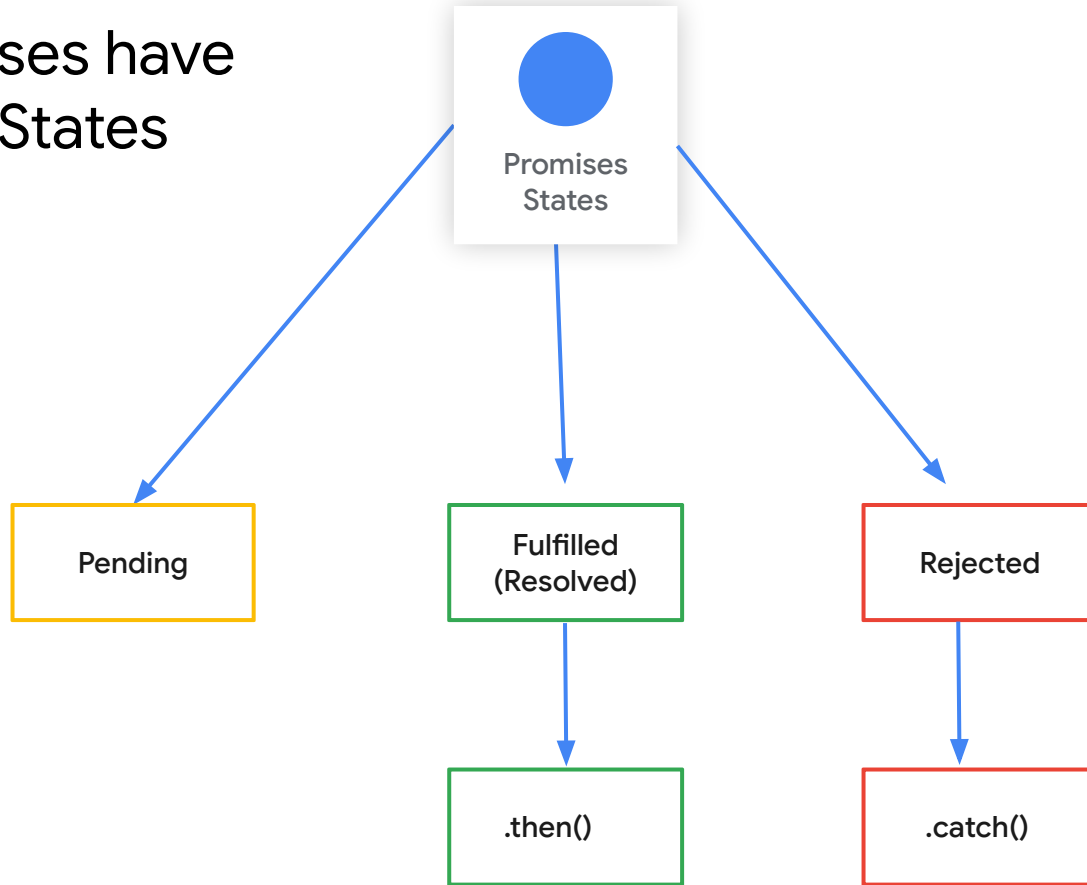 ses have
States
Promises
States
Pending
Fulfilled
(Resolved)
Rejected
.then()
.catch()